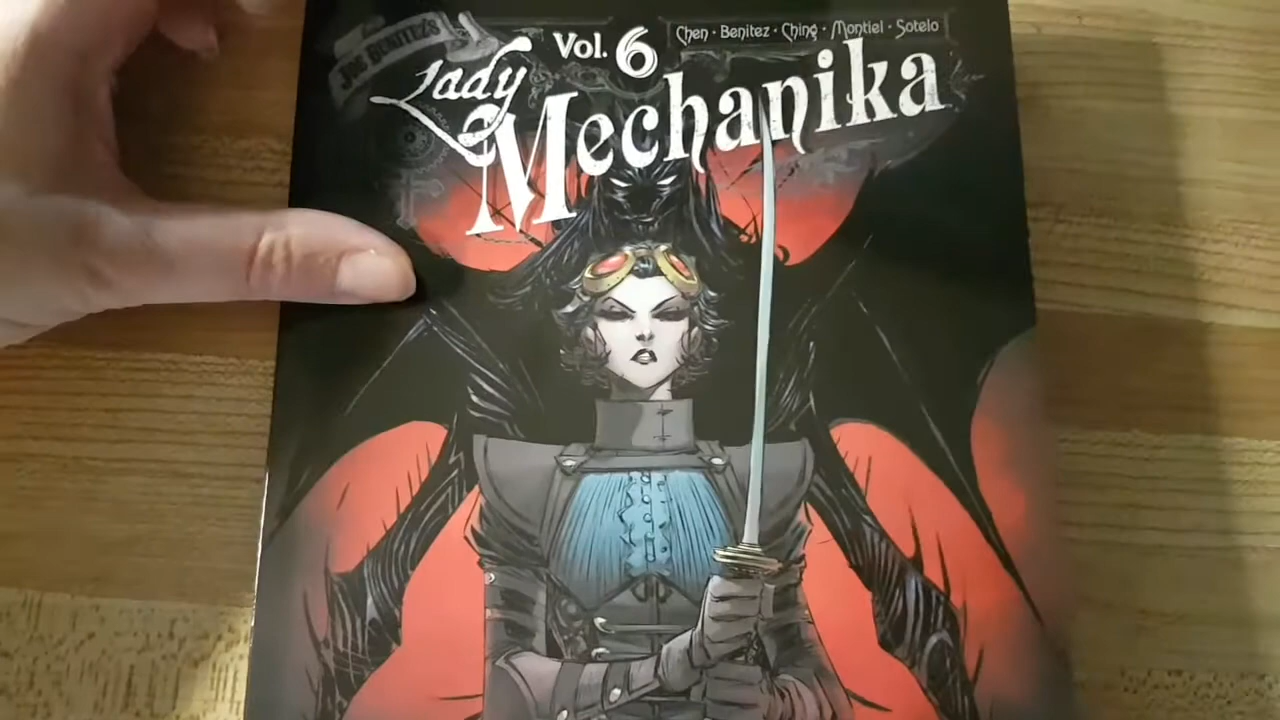 JOE BENITEZ'S
Vol. 6
Chen · Benitez · Ching · Montiel · Sotelo
Lady
Mechanika